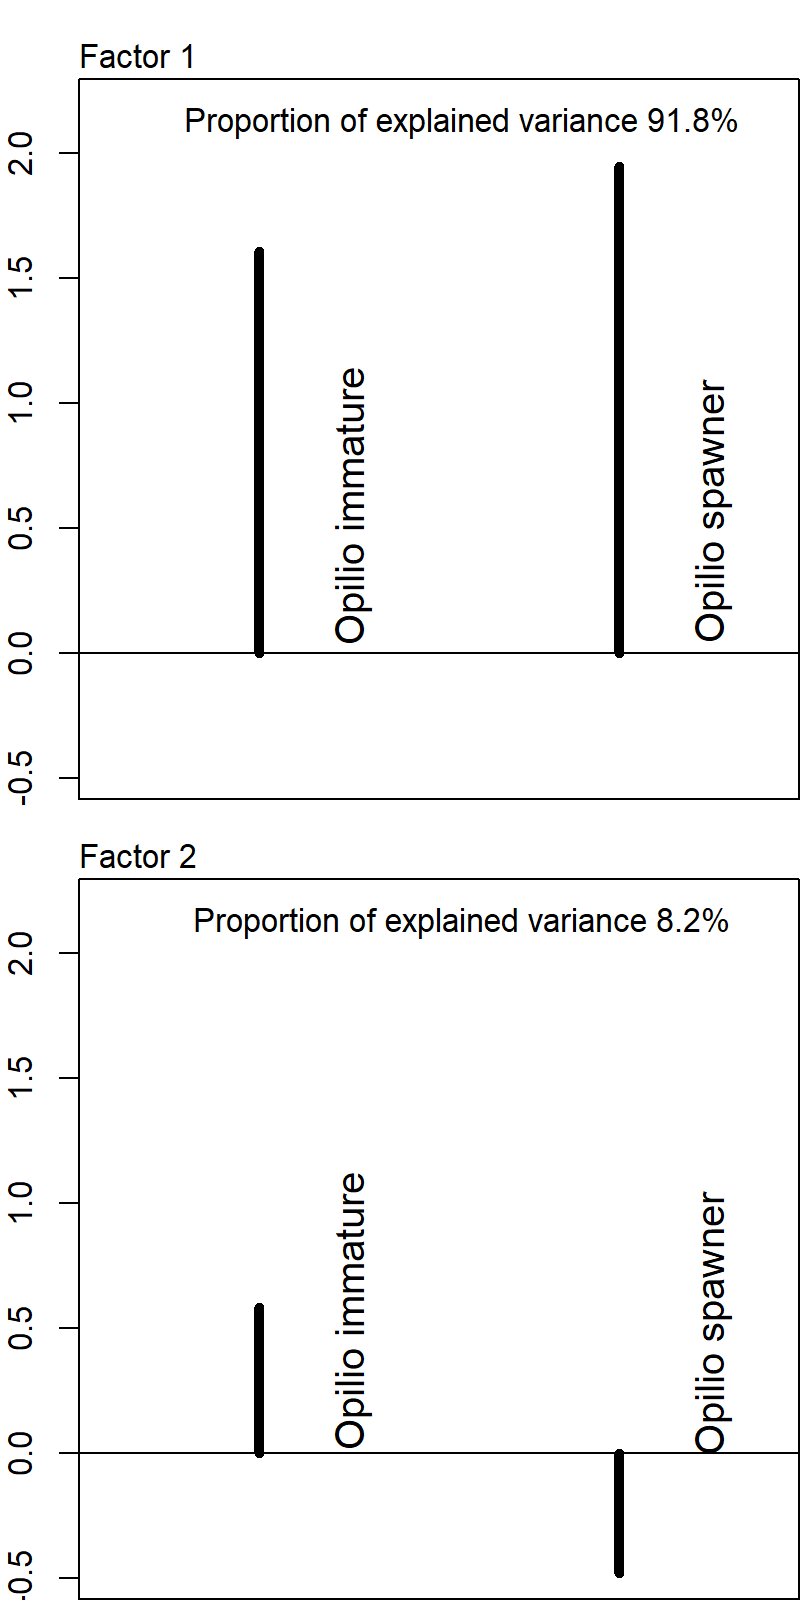 Factor 1
Proportion of explained variance 91.8%
2.0
1.5
1.0
0.5
0.0
-0.5
Opilio immature
Opilio spawner
Factor 2
Proportion of explained variance 8.2%
2.0
1.5
1.0
0.5
0.0
-0.5
Opilio immature
Opilio spawner